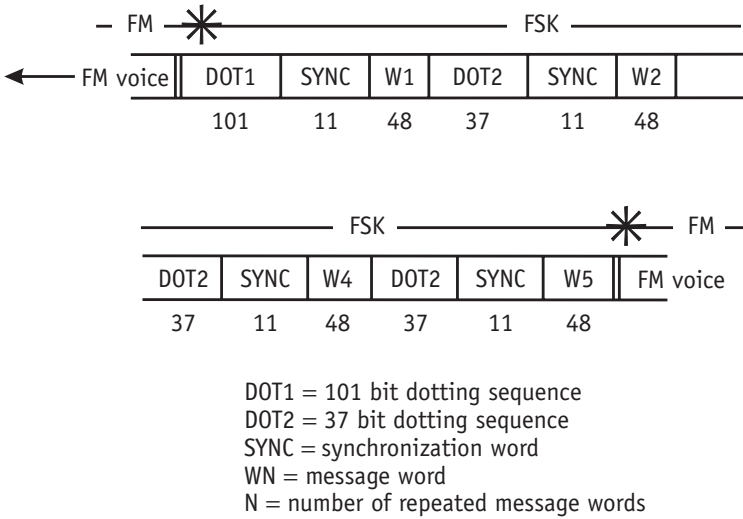 FM FSK
FM voice DOT1 SYNC W1 DOT2 SYNC W2
101 11 48 37 11 48
FSK FM
DOT2 SYNC W4 DOT2 SYNC W5 FM voice
37 11 48 37 11 48
DOT1 = 101 bit dotting sequence
DOT2 = 37 bit dotting sequence
SYNC = synchronization word
WN = message word
N = number of repeated message words